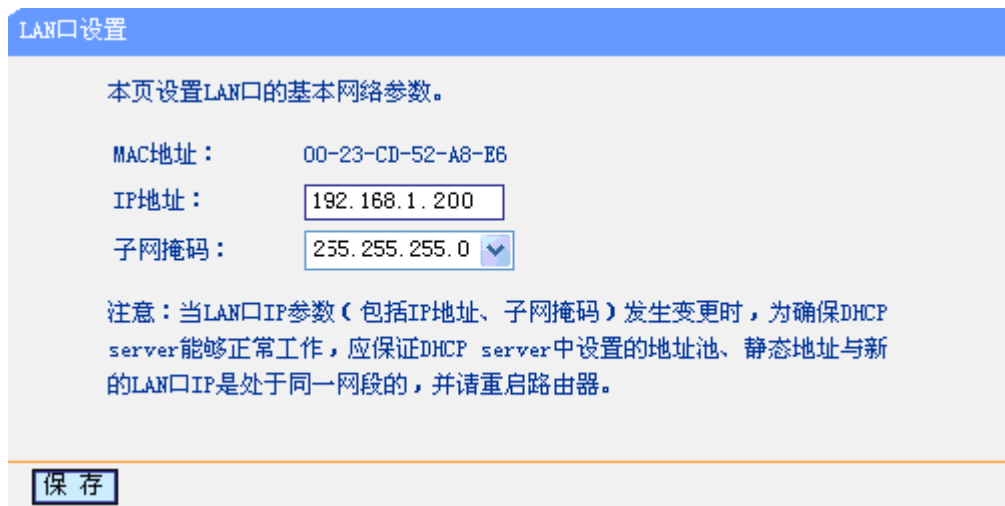 LAN口设置
本页设置LAN口的基本网络参数。
MAC地址： 00-23-CD-52-A8-E6
IP地址： 192.168.1.200
子网掩码： 255.255.255.0
注意：当LAN口IP参数（包括IP地址、子网掩码）发生变更时，为确保DHCP
server能够正常工作，应保证DHCP server中设置的地址池、静态地址与新
的LAN口IP是处于同一网段的，并请重启路由器。
保 存